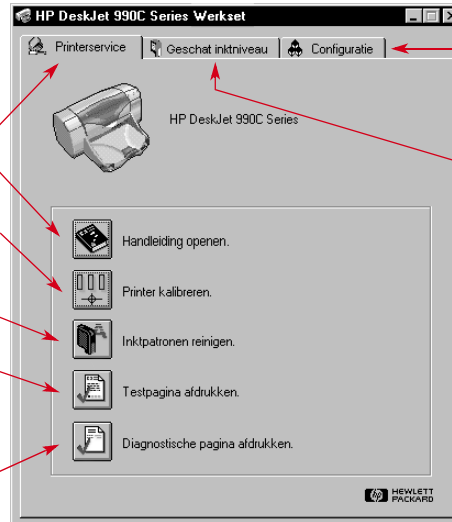 HP DeskJet 990C Series Werkset
Printerservice
Geschat inktniveau
Configuratie
HP DeskJet 990C Series
Handleiding openen.
Printer kalibreren.
Inktpatronen reinigen.
Testpagina afdrukken.
Diagnostische pagina afdrukken.
hp HEWLETT
PACKARD